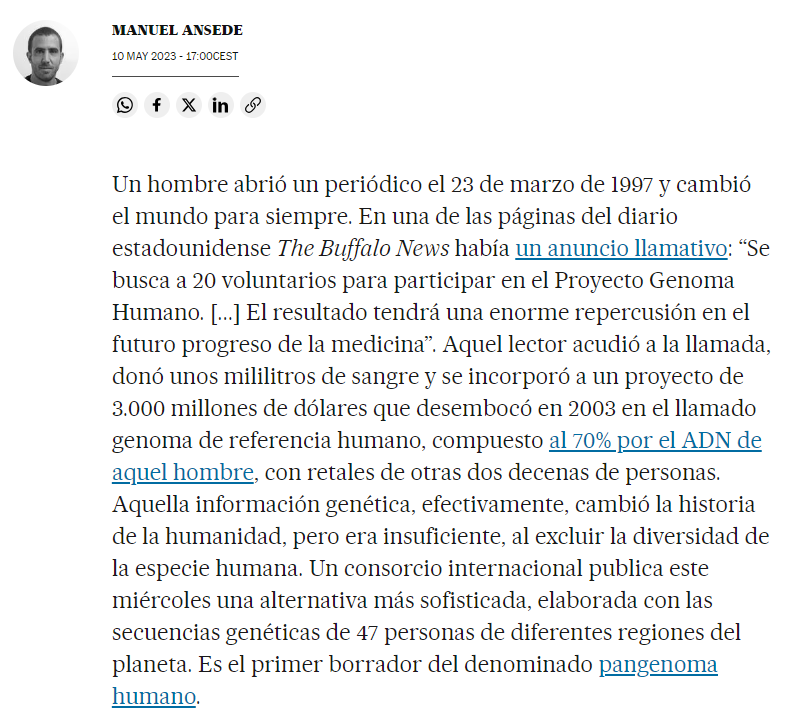 MANUEL ANSEDE
10 MAY 2023 - 17:00CEST
Un hombre abrió un periódico el 23 de marzo de 1997 y cambió
el mundo para siempre. En una de las páginas del diario
estadounidense The Buffalo News había un anuncio llamativo: “Se
busca a 20 voluntarios para participar en el Proyecto Genoma
Humano. [...] El resultado tendrá una enorme repercusión en el
futuro progreso de la medicina”. Aquel lector acudió a la llamada,
donó unos mililitros de sangre y se incorporó a un proyecto de
3.000 millones de dólares que desembocó en 2003 en el llamado
genoma de referencia humano, compuesto al 70% por el ADN de
aquel hombre, con retales de otras dos decenas de personas.
Aquella información genética, efectivamente, cambió la historia
de la humanidad, pero era insuficiente, al excluir la diversidad de
la especie humana. Un consorcio internacional publica este
miércoles una alternativa más sofisticada, elaborada con las
secuencias genéticas de 47 personas de diferentes regiones del
planeta. Es el primer borrador del denominado pangenoma
humano.